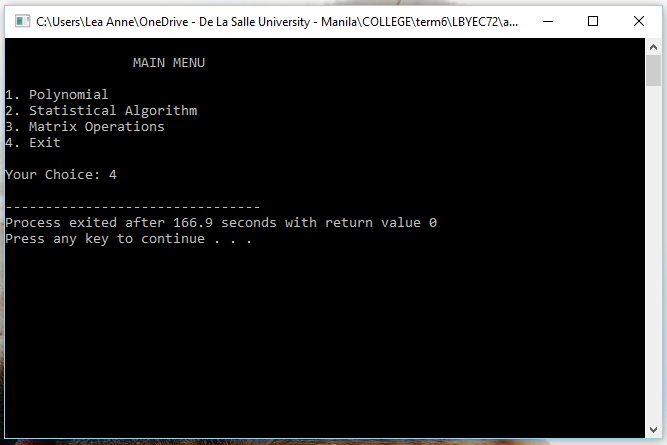 C:\Users\Lea Anne\OneDrive - De La Salle University - Manila\COLLEGE\term6\LBYEC72\a...
MAIN MENU
1. Polynomial
2. Statistical Algorithm
3. Matrix Operations
4. Exit
Your Choice: 4
--------------------------------
Process exited after 166.9 seconds with return value 0
Press any key to continue . . .